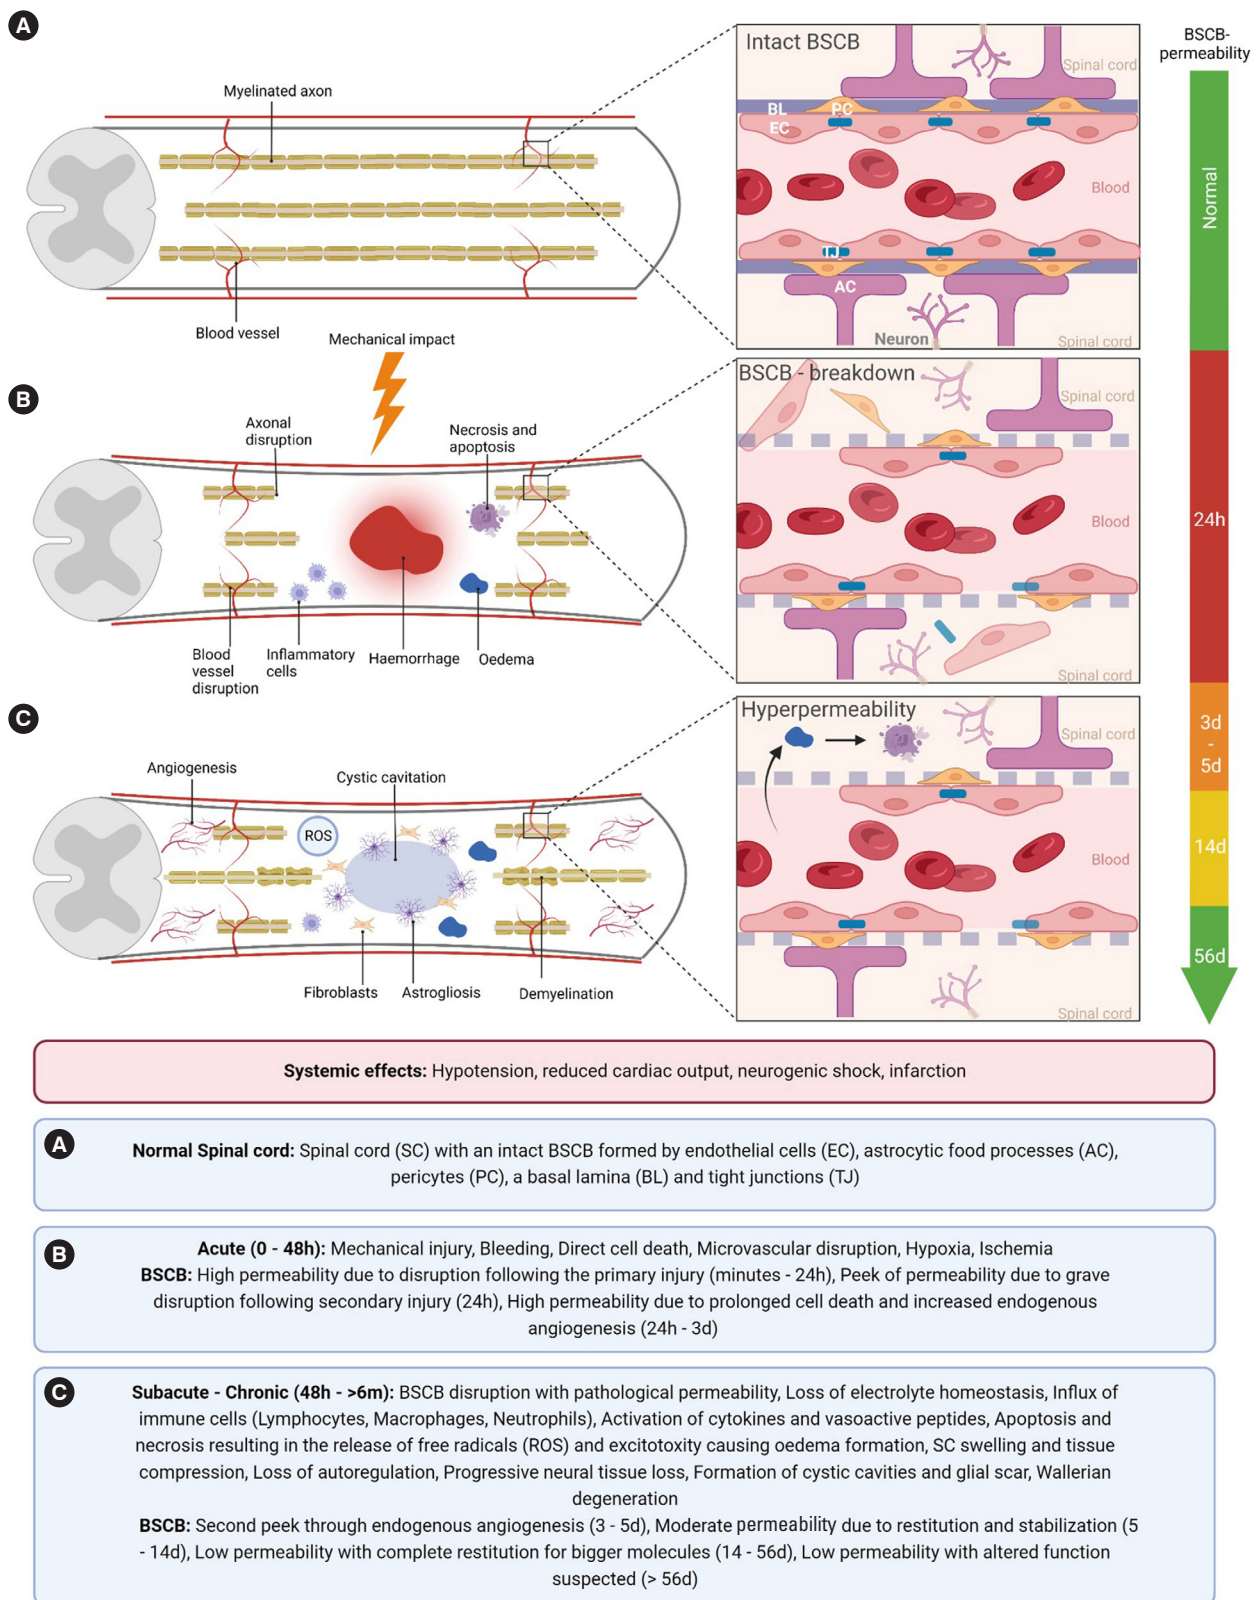 A
Myelinated axon
Blood vessel
Intact BSCB
Spinal cord
BL
PC
EC
Blood
TJ
AC
Neuron
Spinal cord
BSCB-
permeability
Normal
24h
3d
-
5d
14d
56d
Mechanical impact
B
Axonal
disruption
Necrosis and
apoptosis
Blood
vessel
disruption
Inflammatory
cells
Haemorrhage
Oedema
BSCB - breakdown
Spinal cord
Blood
Spinal cord
C
Angiogenesis
Cystic cavitation
ROS
Fibroblasts
Astrogliosis
Demyelination
Hyperpermeability
Spinal cord
Blood
Spinal cord
Systemic effects: Hypotension, reduced cardiac output, neurogenic shock, infarction
A
Normal Spinal cord: Spinal cord (SC) with an intact BSCB formed by endothelial cells (EC), astrocytic food processes (AC),
pericytes (PC), a basal lamina (BL) and tight junctions (TJ)
B
Acute (0 - 48h): Mechanical injury, Bleeding, Direct cell death, Microvascular disruption, Hypoxia, Ischemia
BSCB: High permeability due to disruption following the primary injury (minutes - 24h), Peek of permeability due to grave
disruption following secondary injury (24h), High permeability due to prolonged cell death and increased endogenous
angiogenesis (24h - 3d)
C
Subacute - Chronic (48h - >6m): BSCB disruption with pathological permeability, Loss of electrolyte homeostasis, Influx of
immune cells (Lymphocytes, Macrophages, Neutrophils), Activation of cytokines and vasoactive peptides, Apoptosis and
necrosis resulting in the release of free radicals (ROS) and excitotoxity causing oedema formation, SC swelling and tissue
compression, Loss of autoregulation, Progressive neural tissue loss, Formation of cystic cavities and glial scar, Wallerian
degeneration
BSCB: Second peek through endogenous angiogenesis (3 - 5d), Moderate permeability due to restitution and stabilization (5
- 14d), Low permeability with complete restitution for bigger molecules (14 - 56d), Low permeability with altered function
suspected (> 56d)